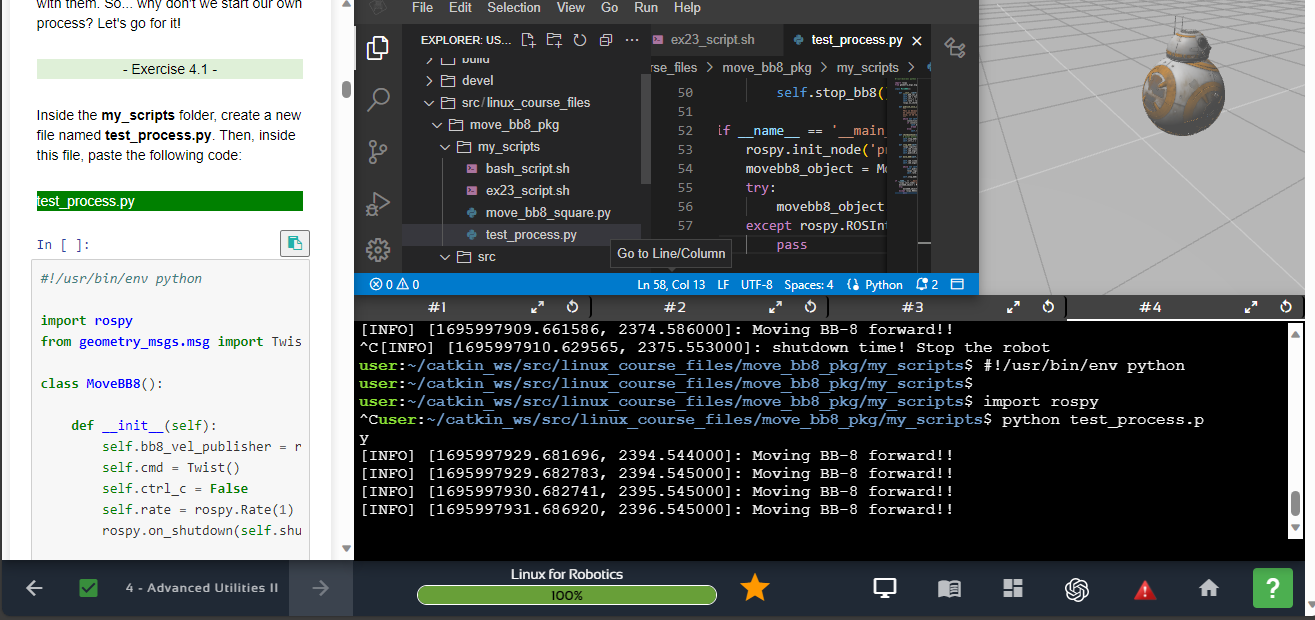 with them. So... why don't we start our own
process? Let's go for it!
- Exercise 4.1 -
Inside the my_scripts folder, create a new
file named test_process.py. Then, inside
this file, paste the following code:
test_process.py
In [ ]:
#!/usr/bin/env python
import rospy
from geometry_msgs.msg import Twis
class MoveBB8():
def __init__(self):
self.bb8_vel_publisher = r
self.cmd = Twist()
self.ctrl_c = False
self.rate = rospy.Rate(1)
rospy.on_shutdown(self.shu
File Edit Selection View Go Run Help
EXPLORER: US...
ex23_script.sh
test_process.py
rse_files > move_bb8_pkg > my_scripts >
build
devel
src/linux_course_files
move_bb8_pkg
my_scripts
bash_script.sh
ex23_script.sh
move_bb8_square.py
test_process.py
src
50 self.stop_bb8()
51
52 if __name__ == '__main_
53 rospy.init_node('p
54 movebb8_object = Mo
55 try:
56 movebb8_object
57 except rospy.ROSInt
pass
Go to Line/Column
0 0 Ln 58, Col 13 LF UTF-8 Spaces: 4 Python 2
#1 #2 #3 #4
[INFO] [1695997909.661586, 2374.586000]: Moving BB-8 forward!!
^C[INFO] [1695997910.629565, 2375.553000]: shutdown time! Stop the robot
user:~/catkin_ws/src/linux_course_files/move_bb8_pkg/my_scripts$ #!/usr/bin/env python
user:~/catkin_ws/src/linux_course_files/move_bb8_pkg/my_scripts$
user:~/catkin_ws/src/linux_course_files/move_bb8_pkg/my_scripts$ import rospy
^Cuser:~/catkin_ws/src/linux_course_files/move_bb8_pkg/my_scripts$ python test_process.p
y
[INFO] [1695997929.681696, 2394.544000]: Moving BB-8 forward!!
[INFO] [1695997929.682783, 2394.545000]: Moving BB-8 forward!!
[INFO] [1695997930.682741, 2395.545000]: Moving BB-8 forward!!
[INFO] [1695997931.686920, 2396.545000]: Moving BB-8 forward!!
4 - Advanced Utilities II
Linux for Robotics
100%
?